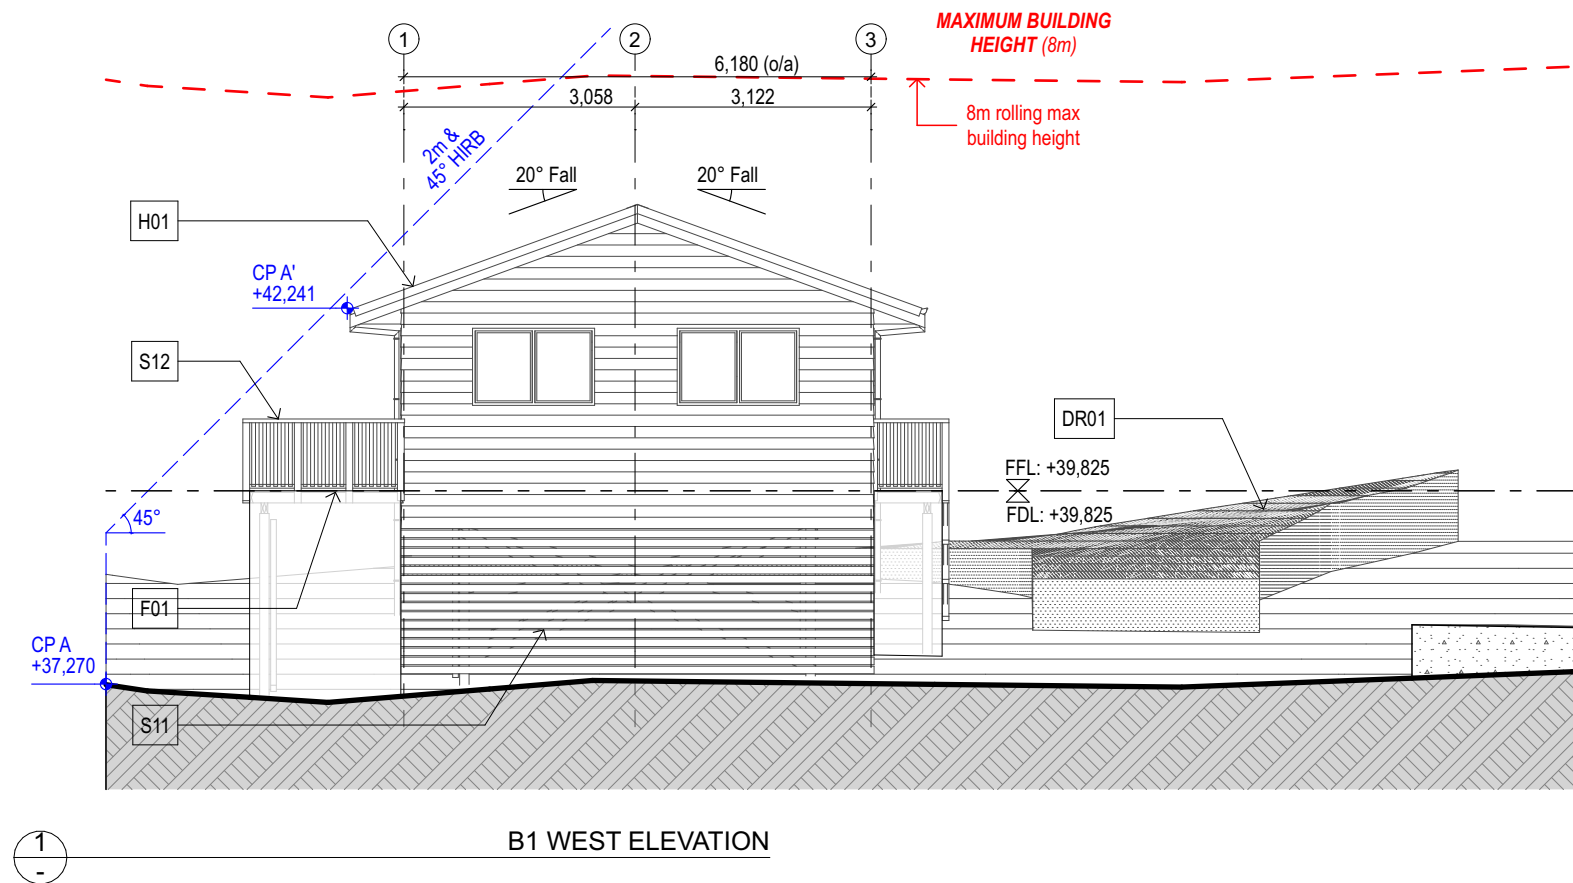 MAXIMUM BUILDING
HEIGHT (8m)
1
2
3
6,180 (o/a)
3,058
3,122
8m rolling max
building height
2m &
45° HIRB
20° Fall
20° Fall
H01
CP A'
+42,241
S12
DR01
FFL: +39,825
FDL: +39,825
45°
F01
CP A
+37,270
S11
1
-
B1 WEST ELEVATION